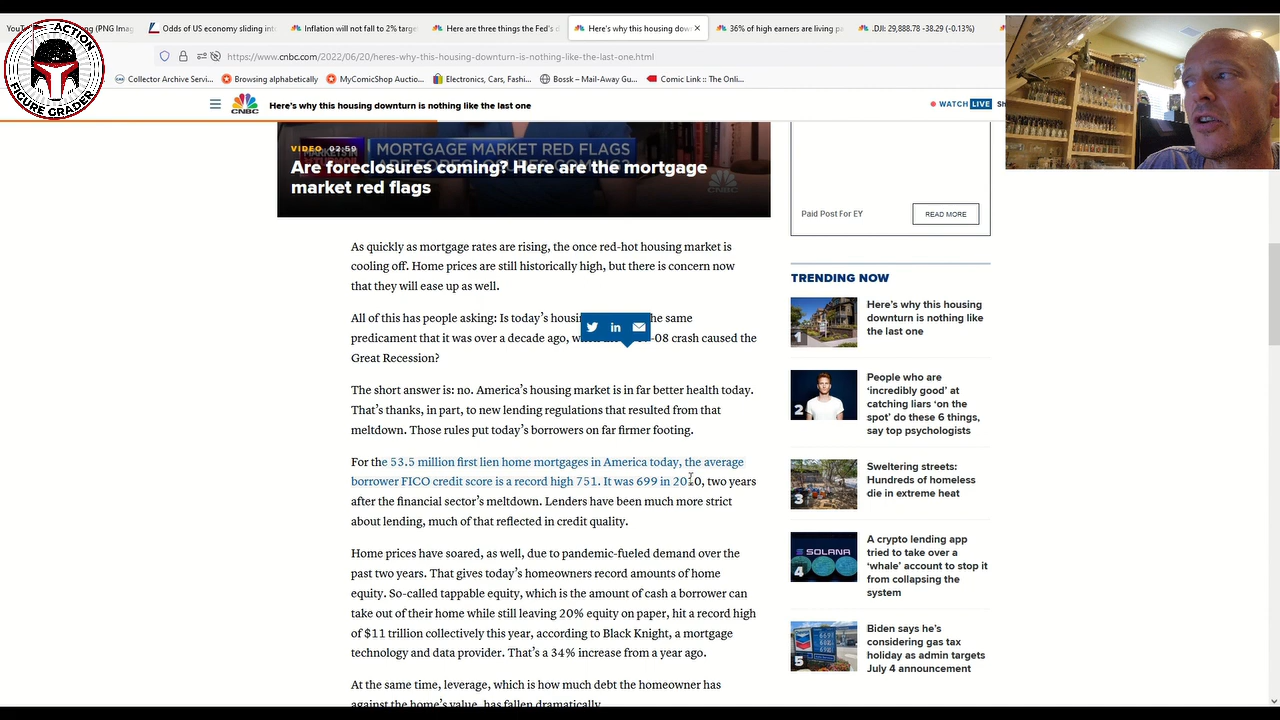 YouT
ng (PNG Imag
Odds of US economy sliding int
Inflation will not fall to 2% targe
Here are three things the Fed's d
Here's why this housing dow
36% of high earners are living pa
.DJI: 29,888.78 -38.29 (-0.13%)
ACTION
FIGURE GRADER
https://www.cnbc.com/2022/06/20/heres-why-this-housing-downturn-is-nothing-like-the-last-one.html
Collector Archive Servi...
Browsing alphabetically
MyComicShop Auctio...
Electronics, Cars, Fashi...
Bossk – Mail-Away Gu...
Comic Link :: The Onli...
CNBC
Here's why this housing downturn is nothing like the last one
WATCH LIVE
VIDEO 02:59
MORTGAGE MARKET RED FLAGS
Are foreclosures coming? Here are the mortgage
market red flags
Paid Post For EY
READ MORE
As quickly as mortgage rates are rising, the once red-hot housing market is
cooling off. Home prices are still historically high, but there is concern now
that they will ease up as well.
All of this has people asking: Is today's housi he same
predicament that it was over a decade ago, w -08 crash caused the
Great Recession?
The short answer is: no. America's housing market is in far better health today.
That's thanks, in part, to new lending regulations that resulted from that
meltdown. Those rules put today's borrowers on far firmer footing.
For the 53.5 million first lien home mortgages in America today, the average
borrower FICO credit score is a record high 751. It was 699 in 2010, two years
after the financial sector's meltdown. Lenders have been much more strict
about lending, much of that reflected in credit quality.
Home prices have soared, as well, due to pandemic-fueled demand over the
past two years. That gives today's homeowners record amounts of home
equity. So-called tappable equity, which is the amount of cash a borrower can
take out of their home while still leaving 20% equity on paper, hit a record high
of $11 trillion collectively this year, according to Black Knight, a mortgage
technology and data provider. That's a 34% increase from a year ago.
At the same time, leverage, which is how much debt the homeowner has
against the home's value, has fallen dramatically.
TRENDING NOW
1
Here's why this housing
downturn is nothing like
the last one
2
People who are
'incredibly good' at
catching liars 'on the
spot' do these 6 things,
say top psychologists
3
Sweltering streets:
Hundreds of homeless
die in extreme heat
4
SOLANA
A crypto lending app
tried to take over a
'whale' account to stop it
from collapsing the
system
5
Biden says he's
considering gas tax
holiday as admin targets
July 4 announcement